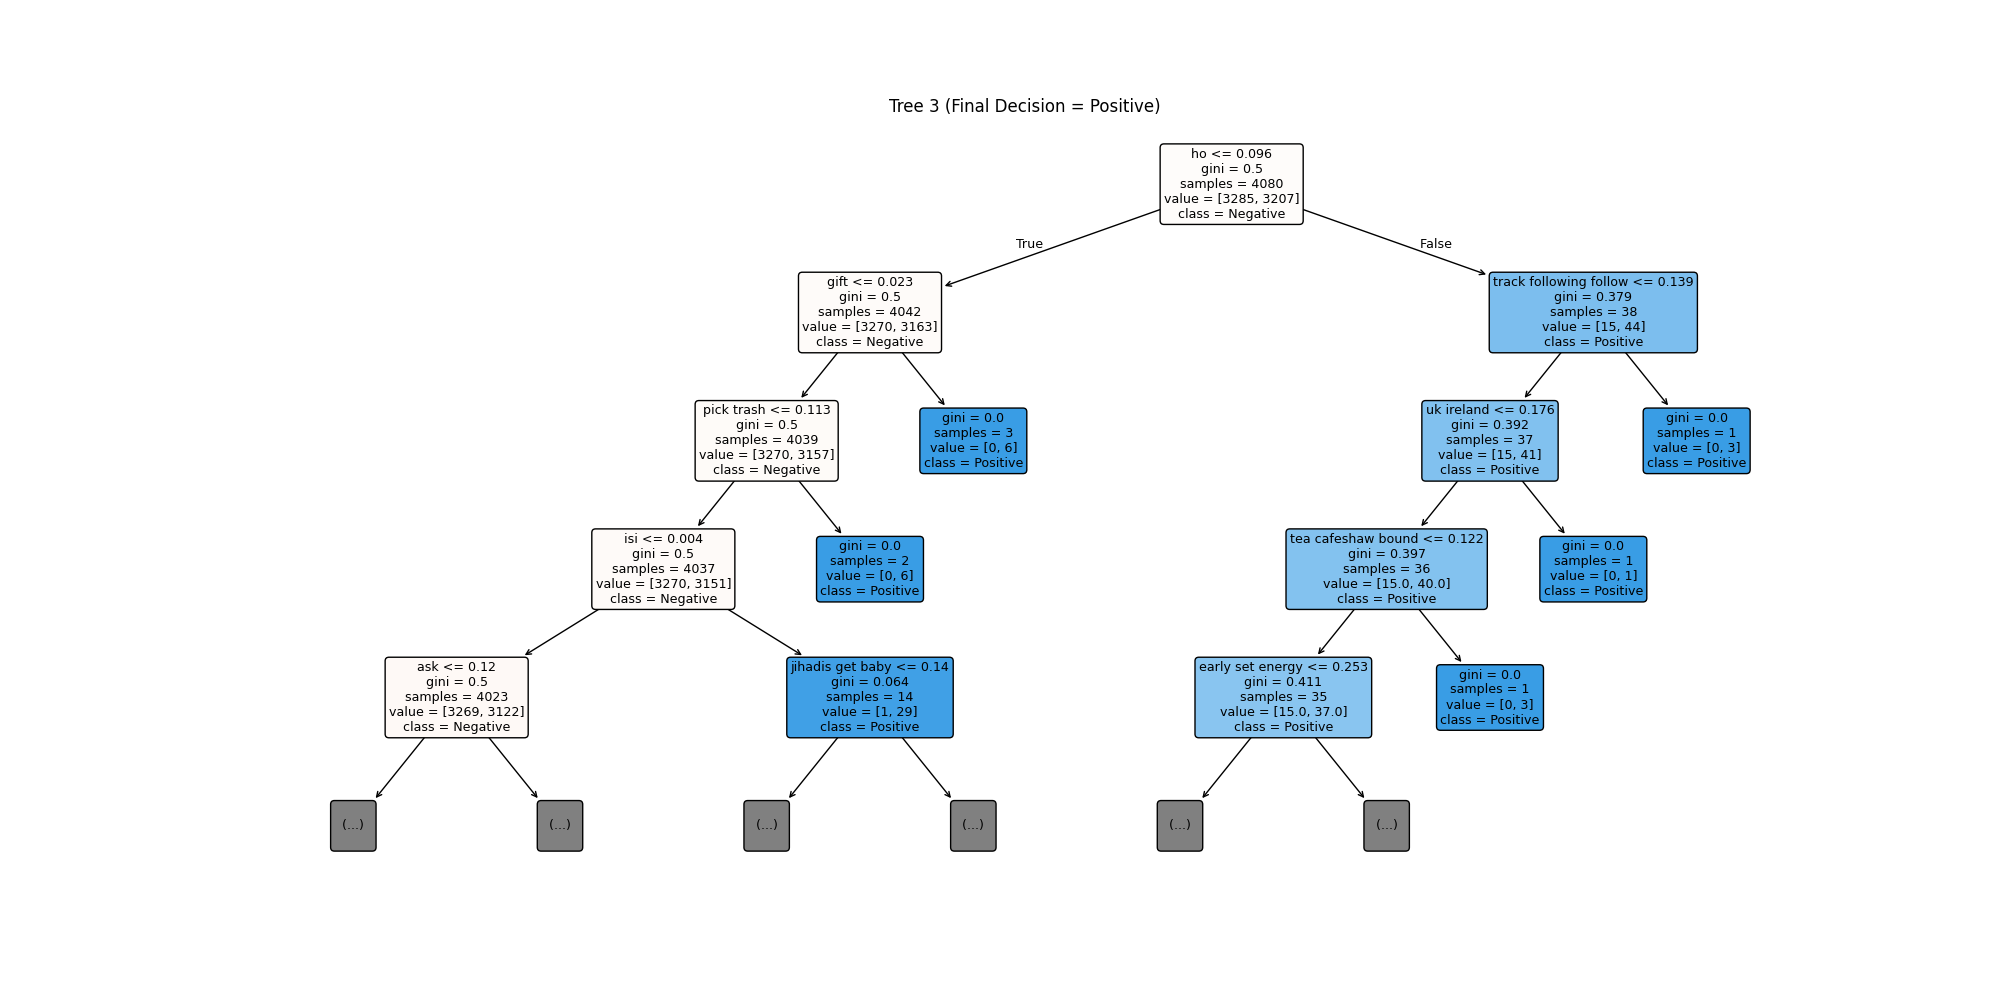 Tree 3 (Final Decision = Positive)
ho <= 0.096
gini = 0.5
samples = 4080
value = [3285, 3207]
class = Negative
True
False
gift <= 0.023
gini = 0.5
samples = 4042
value = [3270, 3163]
class = Negative
track following follow <= 0.139
gini = 0.379
samples = 38
value = [15, 44]
class = Positive
pick trash <= 0.113
gini = 0.5
samples = 4039
value = [3270, 3157]
class = Negative
gini = 0.0
samples = 3
value = [0, 6]
class = Positive
uk ireland <= 0.176
gini = 0.392
samples = 37
value = [15, 41]
class = Positive
gini = 0.0
samples = 1
value = [0, 3]
class = Positive
isi <= 0.004
gini = 0.5
samples = 4037
value = [3270, 3151]
class = Negative
gini = 0.0
samples = 2
value = [0, 6]
class = Positive
tea cafeshaw bound <= 0.122
gini = 0.397
samples = 36
value = [15.0, 40.0]
class = Positive
gini = 0.0
samples = 1
value = [0, 1]
class = Positive
ask <= 0.12
gini = 0.5
samples = 4023
value = [3269, 3122]
class = Negative
jihadis get baby <= 0.14
gini = 0.064
samples = 14
value = [1, 29]
class = Positive
early set energy <= 0.253
gini = 0.411
samples = 35
value = [15.0, 37.0]
class = Positive
gini = 0.0
samples = 1
value = [0, 3]
class = Positive
(...)
(...)
(...)
(...)
(...)
(...)